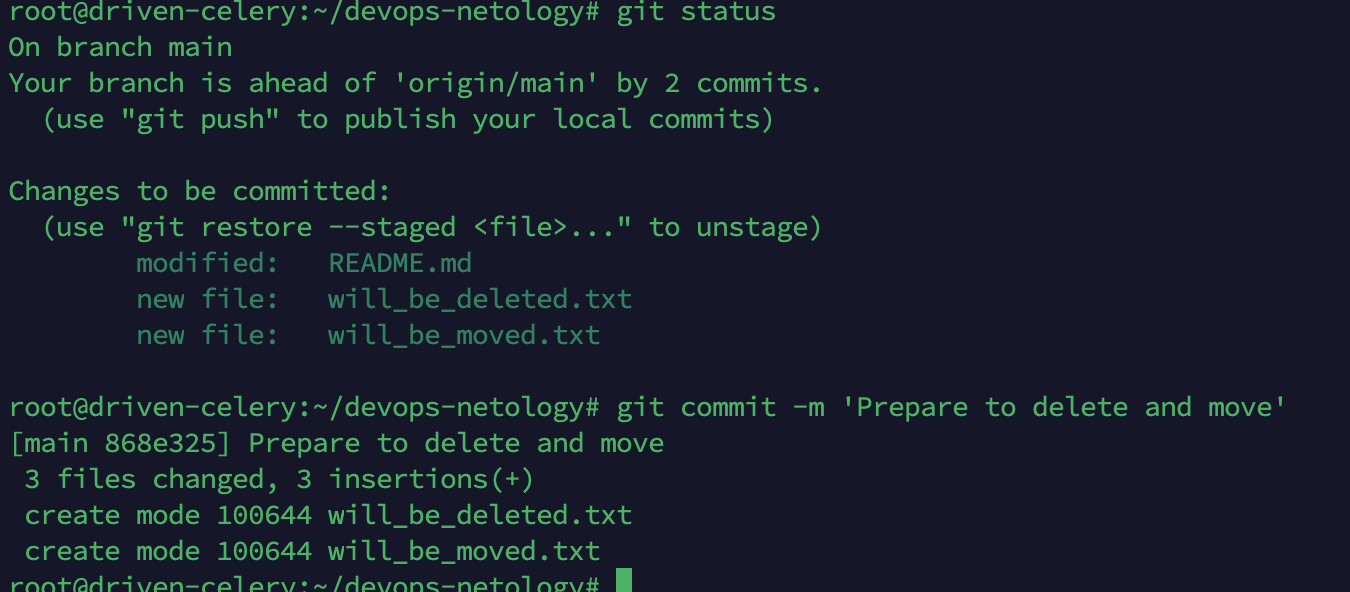 root@driven-celery:~/devops-netology# git status
On branch main
Your branch is ahead of 'origin/main' by 2 commits.
  (use "git push" to publish your local commits)

Changes to be committed:
  (use "git restore --staged <file>..." to unstage)
        modified:   README.md
        new file:   will_be_deleted.txt
        new file:   will_be_moved.txt

root@driven-celery:~/devops-netology# git commit -m 'Prepare to delete and move'
[main 868e325] Prepare to delete and move
 3 files changed, 3 insertions(+)
 create mode 100644 will_be_deleted.txt
 create mode 100644 will_be_moved.txt
root@driven-celery:~/devops-netology#